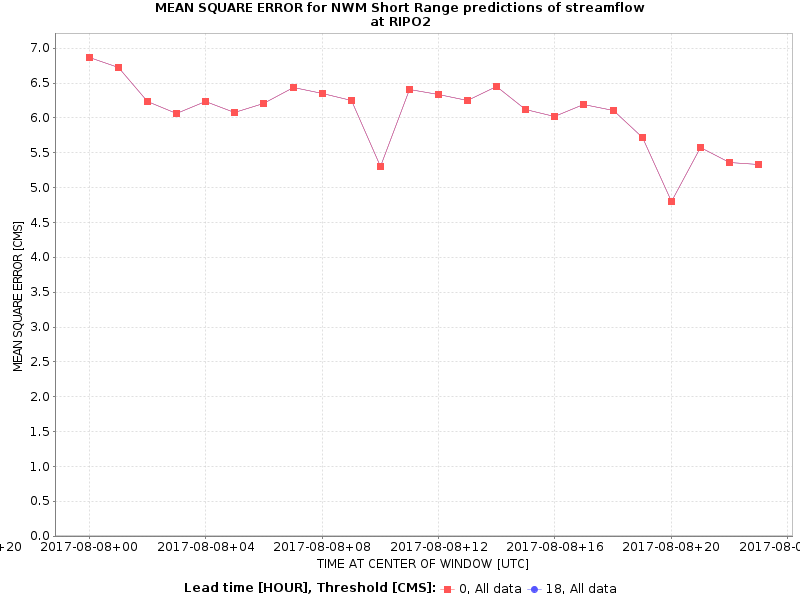 MEAN SQUARE ERROR for NWM Short Range predictions of streamflow
at RIPO2
7.0
6.5
6.0
5.5
5.0
4.5
4.0
3.5
3.0
2.5
2.0
1.5
1.0
0.5
0.0
MEAN SQUARE ERROR [CMS]
+20 2017-08-08+00 2017-08-08+04 2017-08-08+08 2017-08-08+12 2017-08-08+16 2017-08-08+20 2017-08-0
TIME AT CENTER OF WINDOW [UTC]
Lead time [HOUR], Threshold [CMS]: 0, All data 18, All data